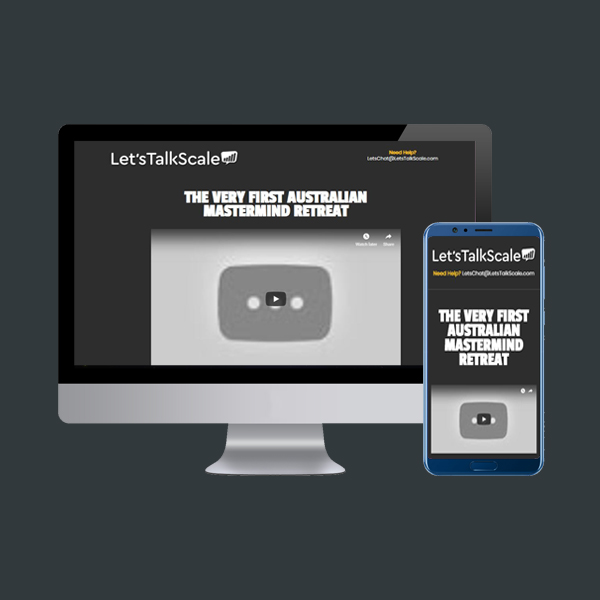 Let'sTalkScale
Need Help?
LetsChat@LetsTalkScale.com
THE VERY FIRST AUSTRALIAN
MASTERMIND RETREAT
Watch Later
Share
Let'sTalkScale
Need Help? LetsChat@LetsTalkScale.com
THE VERY FIRST
AUSTRALIAN
MASTERMIND
RETREAT